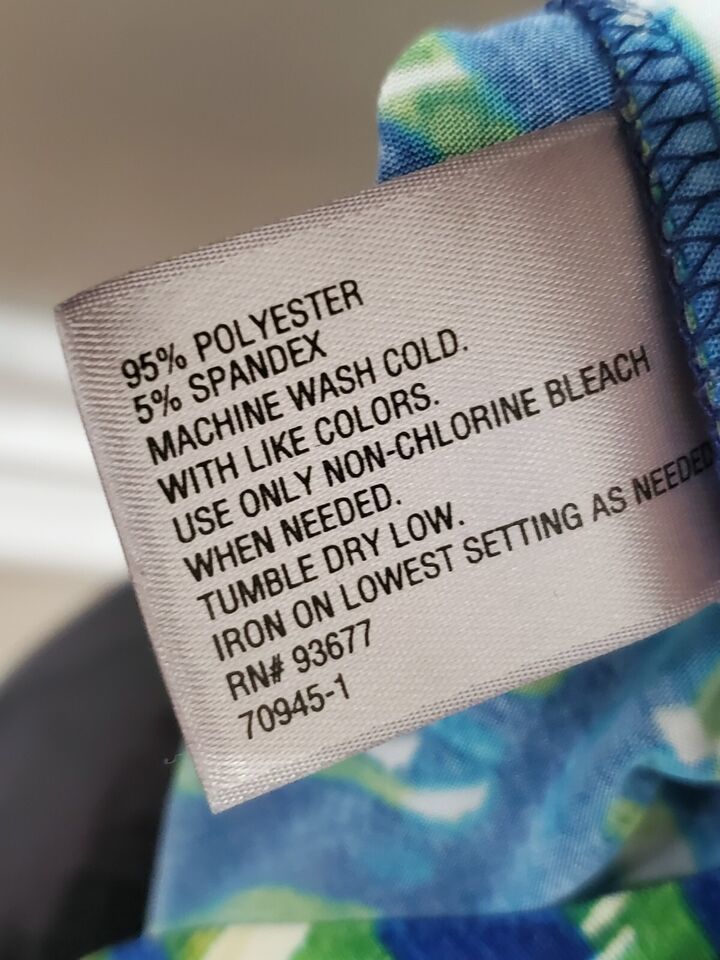 95% POLYESTER
5% SPANDEX
MACHINE WASH COLD.
WITH LIKE COLORS.
USE ONLY NON-CHLORINE BLEACH
WHEN NEEDED.
TUMBLE DRY LOW.
IRON ON LOWEST SETTING AS NEEDED
RN# 93677
70945-1